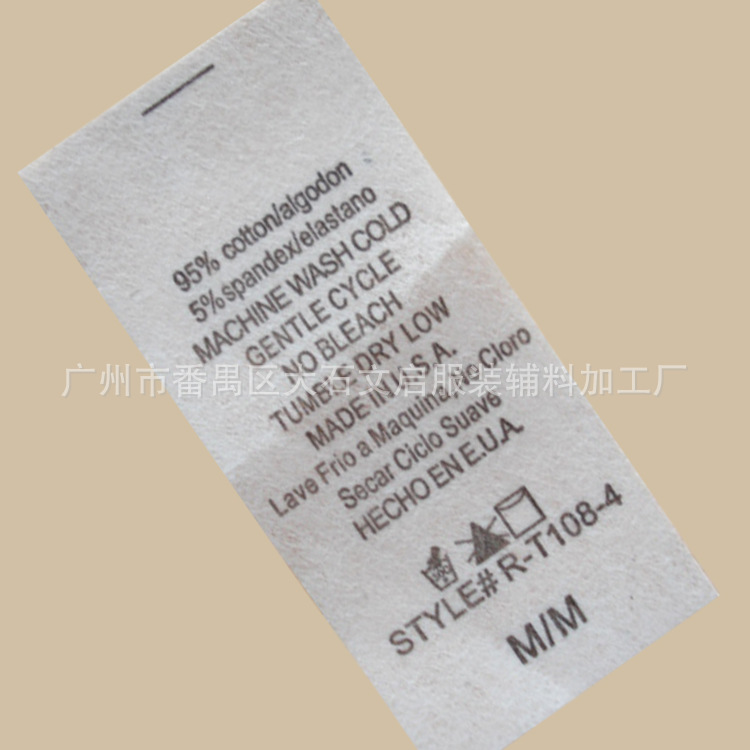 95% cotton/algodon
5% spandex/elastano
MACHINE WASH COLD
GENTLE CYCLE
NO BLEACH
TUMBLE DRY LOW
MADE IN U.S.A.
Lave Frio a Maquina/No Cloro
Secar Ciclo Suave
HECHO EN E.U.A.
STYLE# R-T108-4
M/M
广州市番禺区大石文启服装辅料加工厂